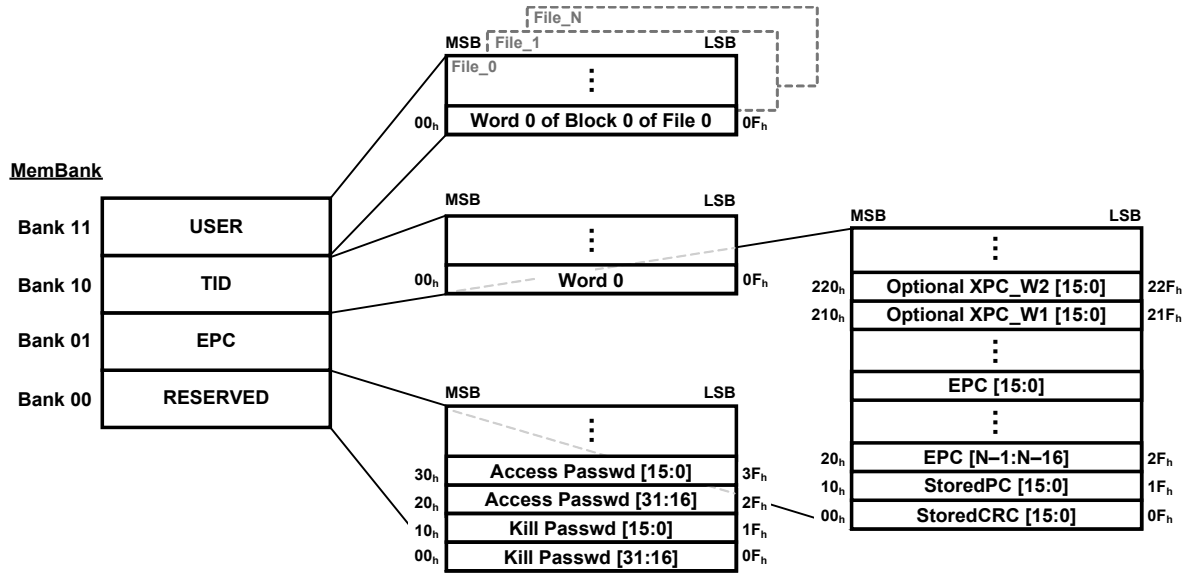 File_N
MSB File_1 LSB
File_0
⋮
00h Word 0 of Block 0 of File 0 0Fh
MemBank
Bank 11 USER
Bank 10 TID
Bank 01 EPC
Bank 00 RESERVED
MSB LSB
⋮
00h Word 0 0Fh
MSB LSB
⋮
30h Access Passwd [15:0] 3Fh
20h Access Passwd [31:16] 2Fh
10h Kill Passwd [15:0] 1Fh
00h Kill Passwd [31:16] 0Fh
MSB LSB
⋮
220h Optional XPC_W2 [15:0] 22Fh
210h Optional XPC_W1 [15:0] 21Fh
⋮
EPC [15:0]
⋮
20h EPC [N–1:N–16] 2Fh
10h StoredPC [15:0] 1Fh
00h StoredCRC [15:0] 0Fh